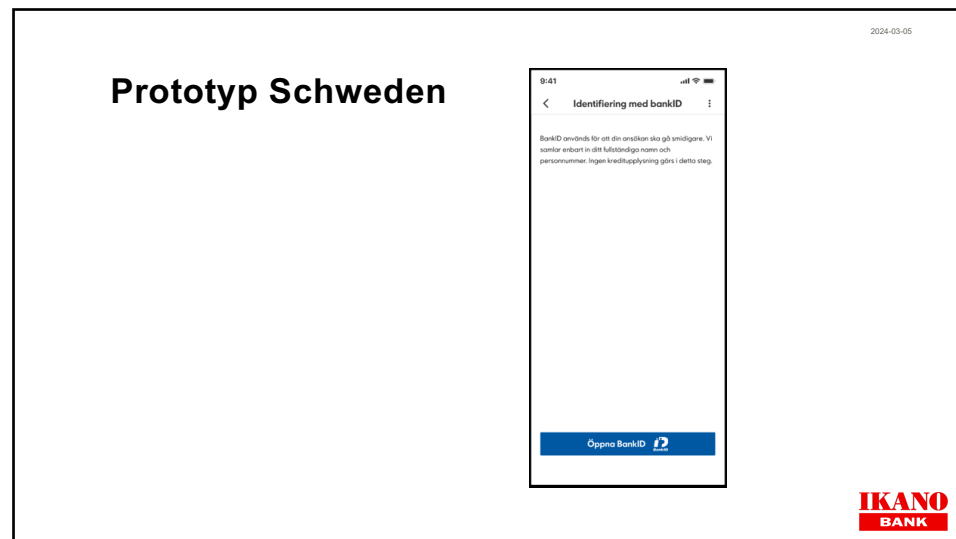 2024-03-05
Prototyp Schweden
9:41
Identifiering med bankID
BankID används för att din ansökan ska gå smidigare. Vi
samlar enbart in ditt fullständiga namn och
personnummer. Ingen kreditupplysning görs i detta steg.
Öppna BankID
BankID
IKANO
BANK